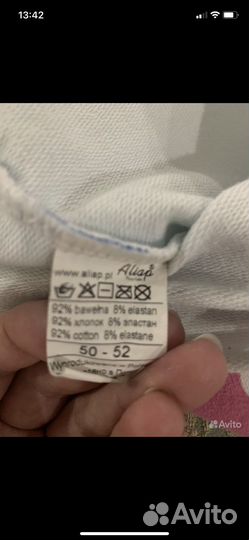 13:42
Aliap
www.aliap.pl
92% bawełna 8% elastan
92% хлопок 8% эластан
92% cotton 8% elastane
50 - 52
Avito
Avito